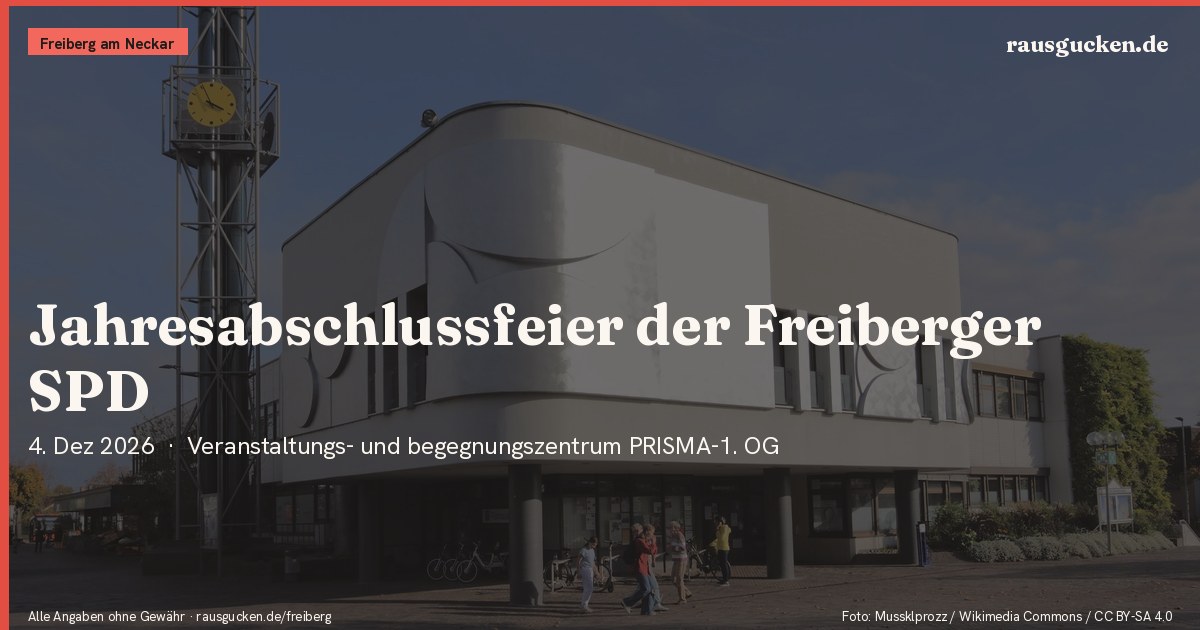 Freiberg am Neckar
rausgucken.de
Jahresabschlussfeier der Freiberger
SPD
4. Dez 2026 · Veranstaltungs- und begegnungszentrum PRISMA-1. OG
Alle Angaben ohne Gewähr · rausgucken.de/freiberg
Foto: Mussklprozz / Wikimedia Commons / CC BY-SA 4.0